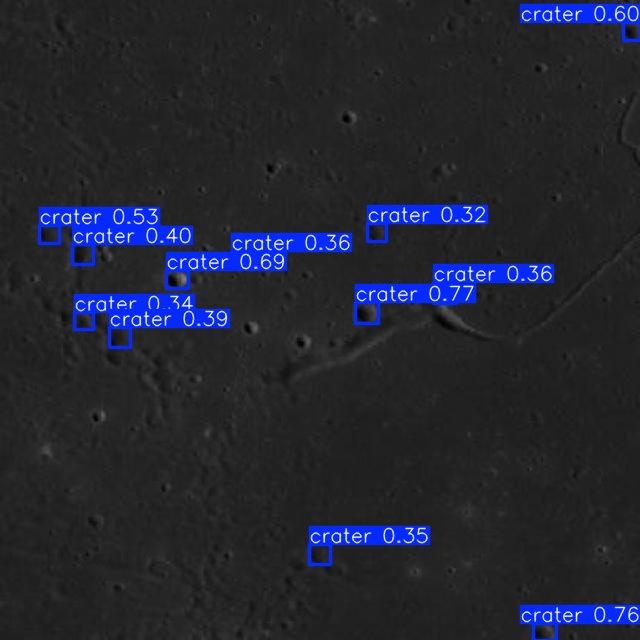 crater 0.60
crater 0.53
crater 0.32
crater 0.40
crater 0.36
crater 0.69
crater 0.36
crater 0.77
crater 0.34
crater 0.39
crater 0.35
crater 0.76